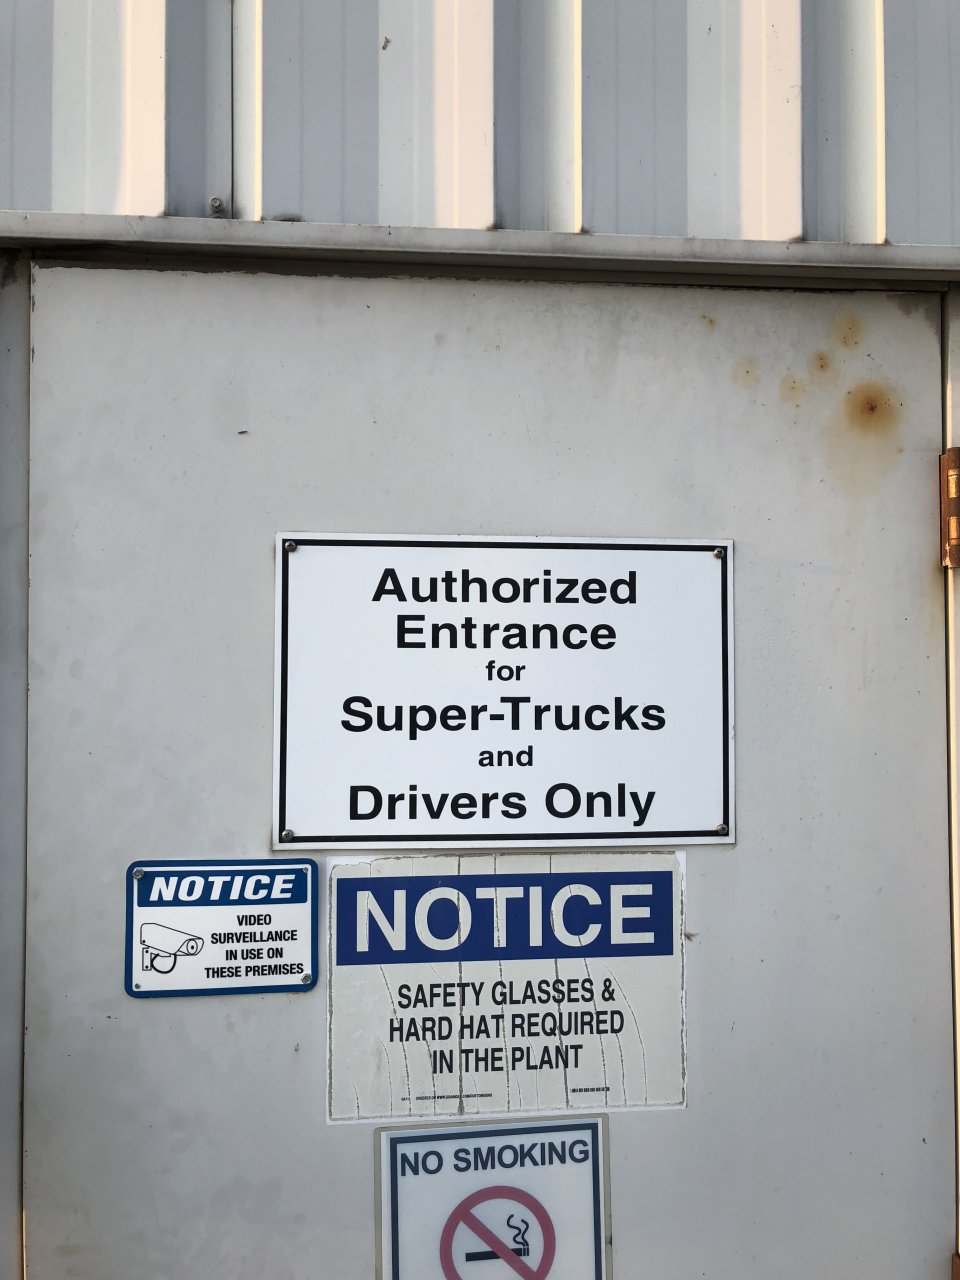 Authorized
Entrance
for
Super-Trucks
and
Drivers Only
NOTICE
VIDEO
SURVEILLANCE
IN USE ON
THESE PREMISES
NOTICE
SAFETY GLASSES &
HARD HAT REQUIRED
IN THE PLANT
NO SMOKING